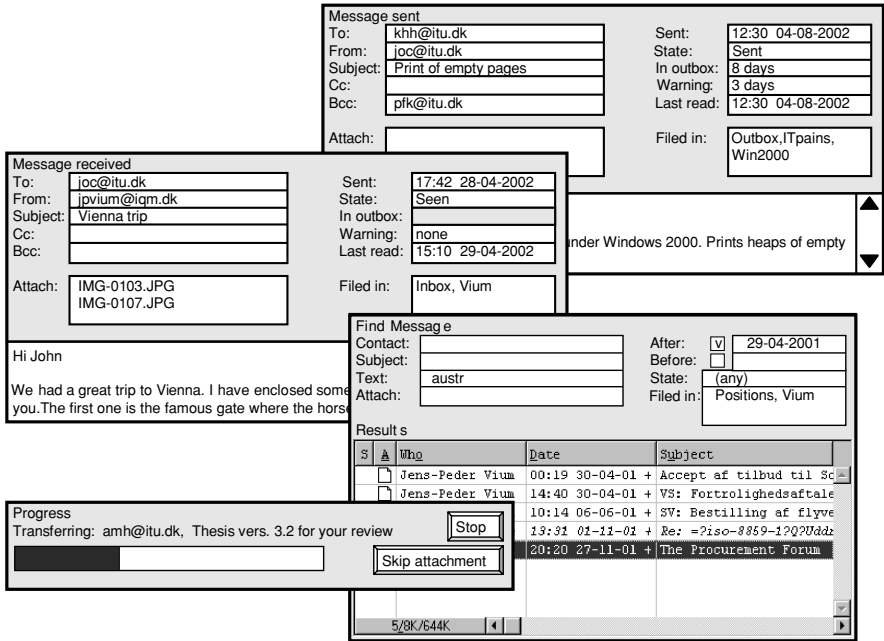 Message sent
To: khh@itu.dk Sent: 12:30 04-08-2002
From: joc@itu.dk State: Sent
Subject: Print of empty pages In outbox: 8 days
Cc: Warning: 3 days
Bcc: pfk@itu.dk Last read: 12:30 04-08-2002
Attach: Filed in: Outbox,ITpains,
Win2000
under Windows 2000. Prints heaps of empty
Message received
To: joc@itu.dk Sent: 17:42 28-04-2002
From: jpvium@iqm.dk State: Seen
Subject: Vienna trip In outbox:
Cc: Warning: none
Bcc: Last read: 15:10 29-04-2002
Attach: IMG-0103.JPG Filed in: Inbox, Vium
IMG-0107.JPG
Hi John
We had a great trip to Vienna. I have enclosed some
you.The first one is the famous gate where the horse
Find Message
Contact: After: v 29-04-2001
Subject: Before:
Text: austr State: (any)
Attach: Filed in: Positions, Vium
Results
S A Who Date Subject
Jens-Peder Vium 00:19 30-04-01 + Accept af tilbud til Sc
Jens-Peder Vium 14:40 30-04-01 + VS: Fortrolighedsaftale
10:14 06-06-01 + SV: Bestilling af flyve
13:31 01-11-01 + Re: =?iso-8859-1?Q?Udda
20:20 27-11-01 + The Procurement Forum
5/8K/644K
Progress
Transferring: amh@itu.dk, Thesis vers. 3.2 for your review
Stop
Skip attachment